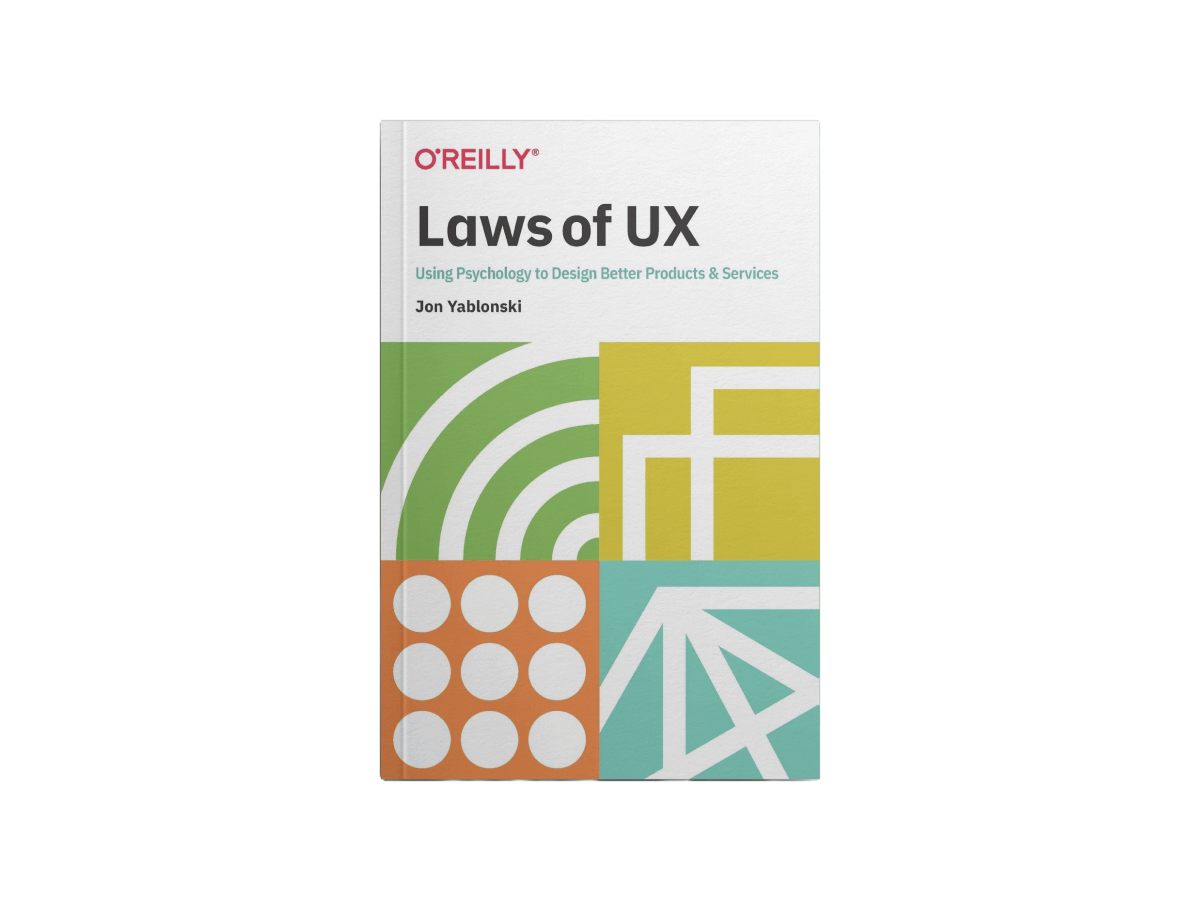 O'REILLY®
Laws of UX
Using Psychology to Design Better Products & Services
Jon Yablonski